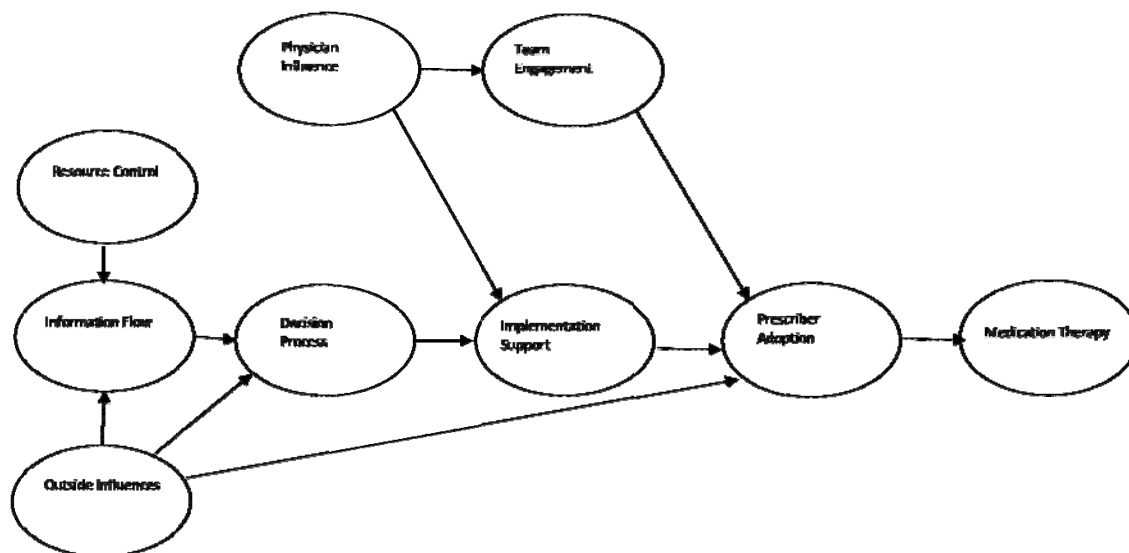 Physician
Influence
Team
Engagement
Resource Control
Information Flow
Decision
Process
Implementation
Support
Prescriber
Adoption
Medication Therapy
Outside Influences